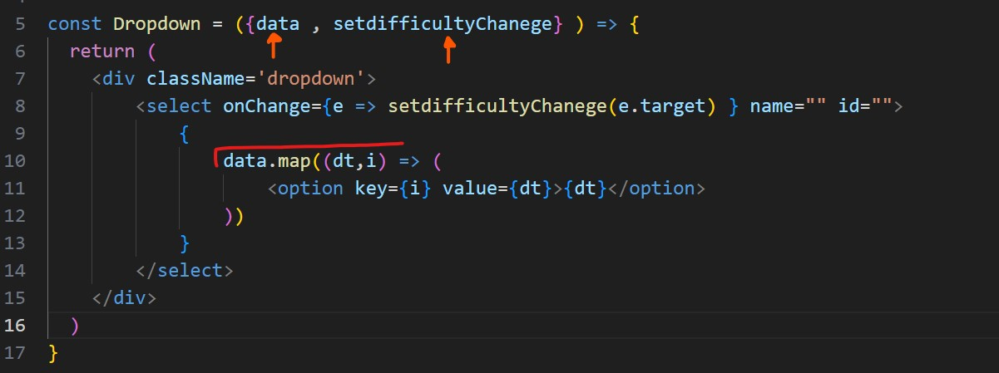 5 const Dropdown = ({data , setdifficultyChanege} ) => {
6 return (
7 <div className='dropdown'>
8 <select onChange={e => setdifficultyChanege(e.target) } name="" id="">
9 {
10 data.map((dt,i) => (
11 <option key={i} value={dt}>{dt}</option>
12 ))
13 }
14 </select>
15 </div>
16 )
17 }